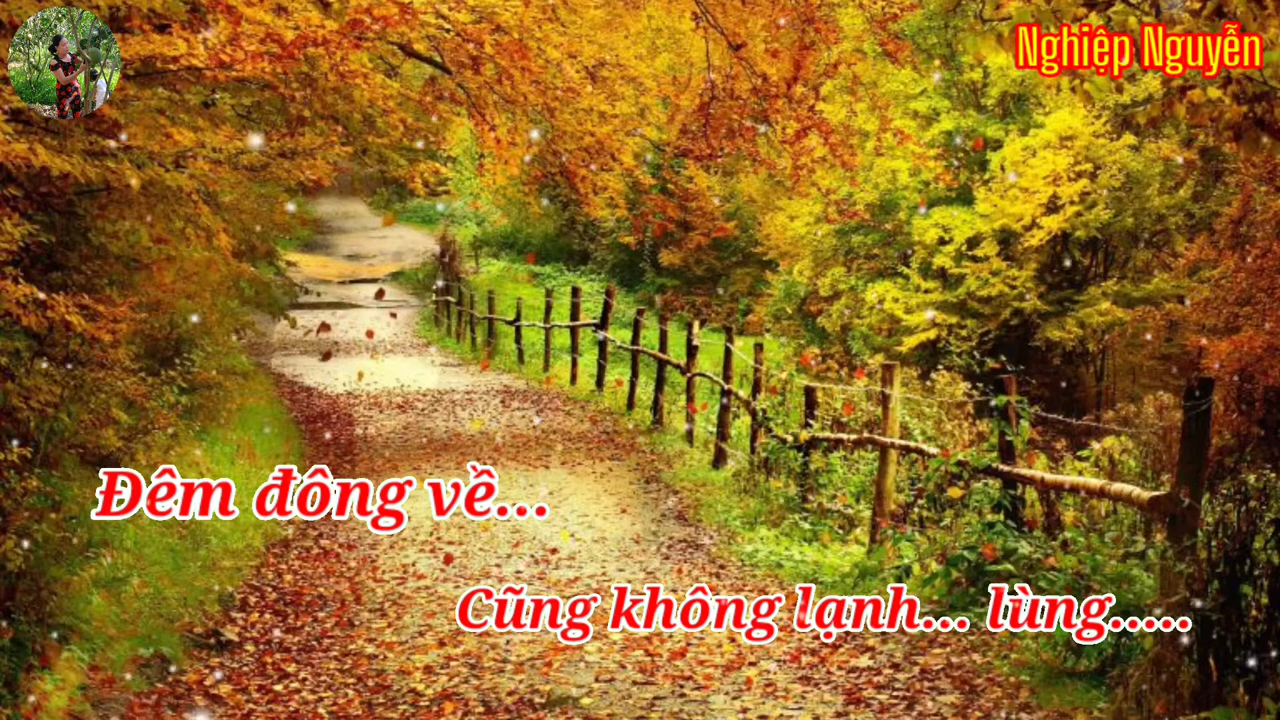 Nghiệp Nguyễn
Đêm đông về...
Cũng không lạnh... lùng.....